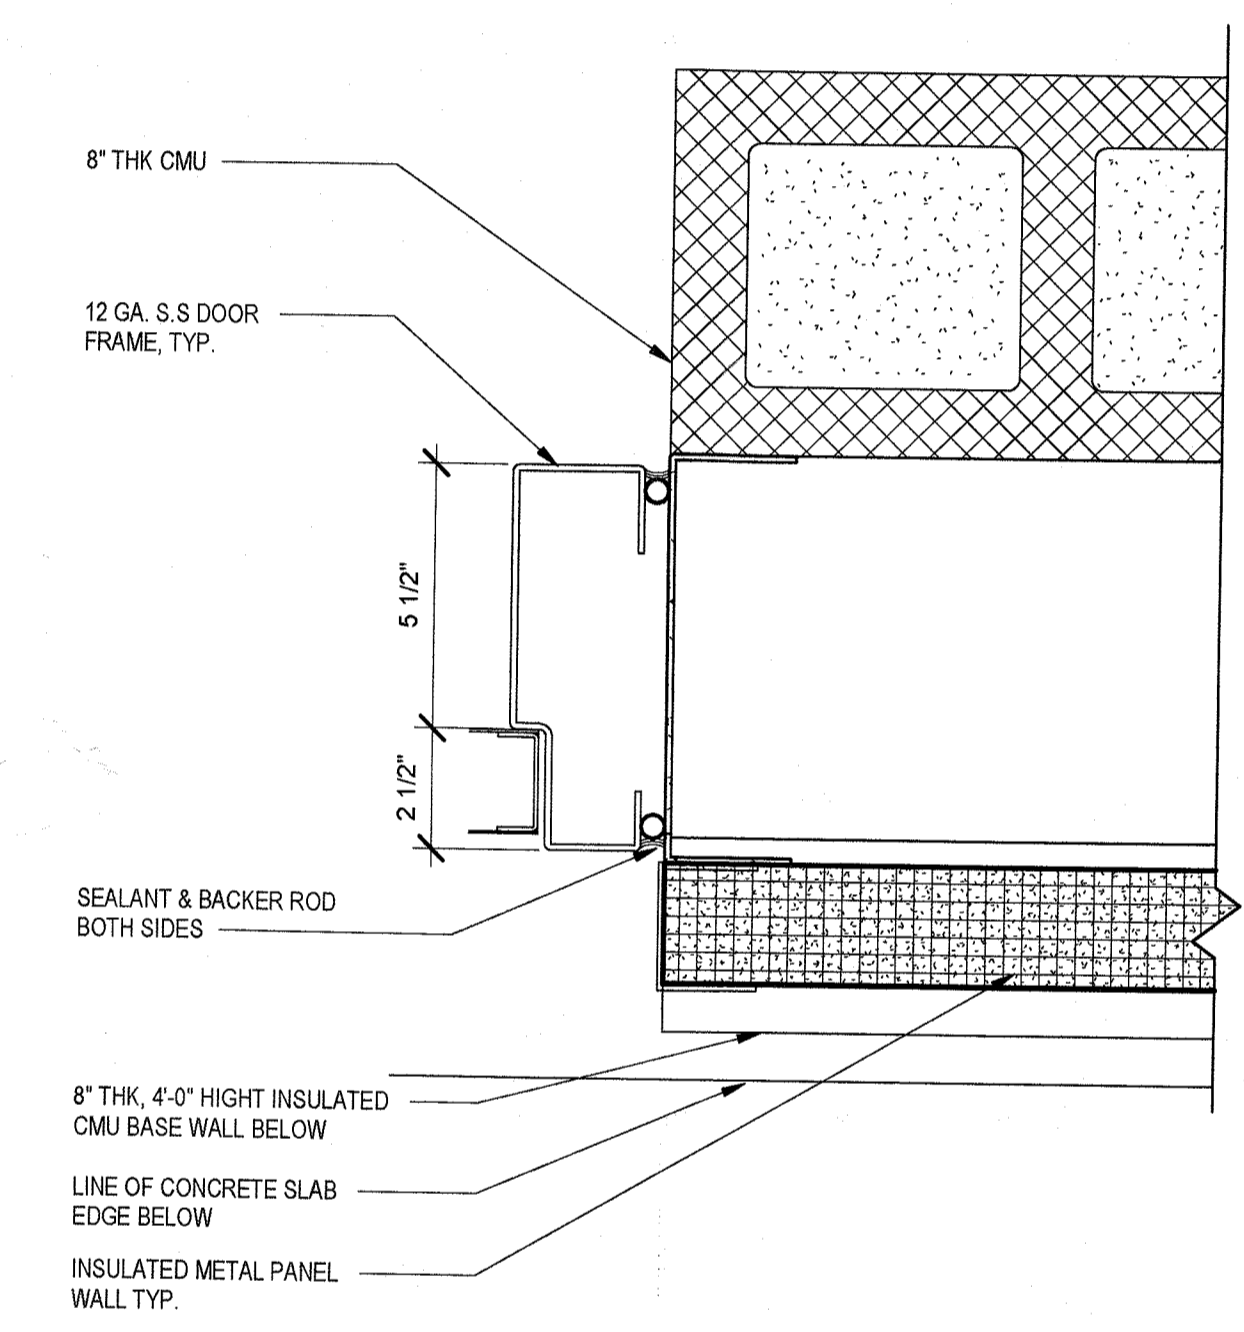 8" THK CMU
12 GA. S.S DOOR
FRAME, TYP.
5 1/2"
2 1/2"
SEALANT & BACKER ROD
BOTH SIDES
8" THK, 4'-0" HIGHT INSULATED
CMU BASE WALL BELOW
LINE OF CONCRETE SLAB
EDGE BELOW
INSULATED METAL PANEL
WALL TYP.